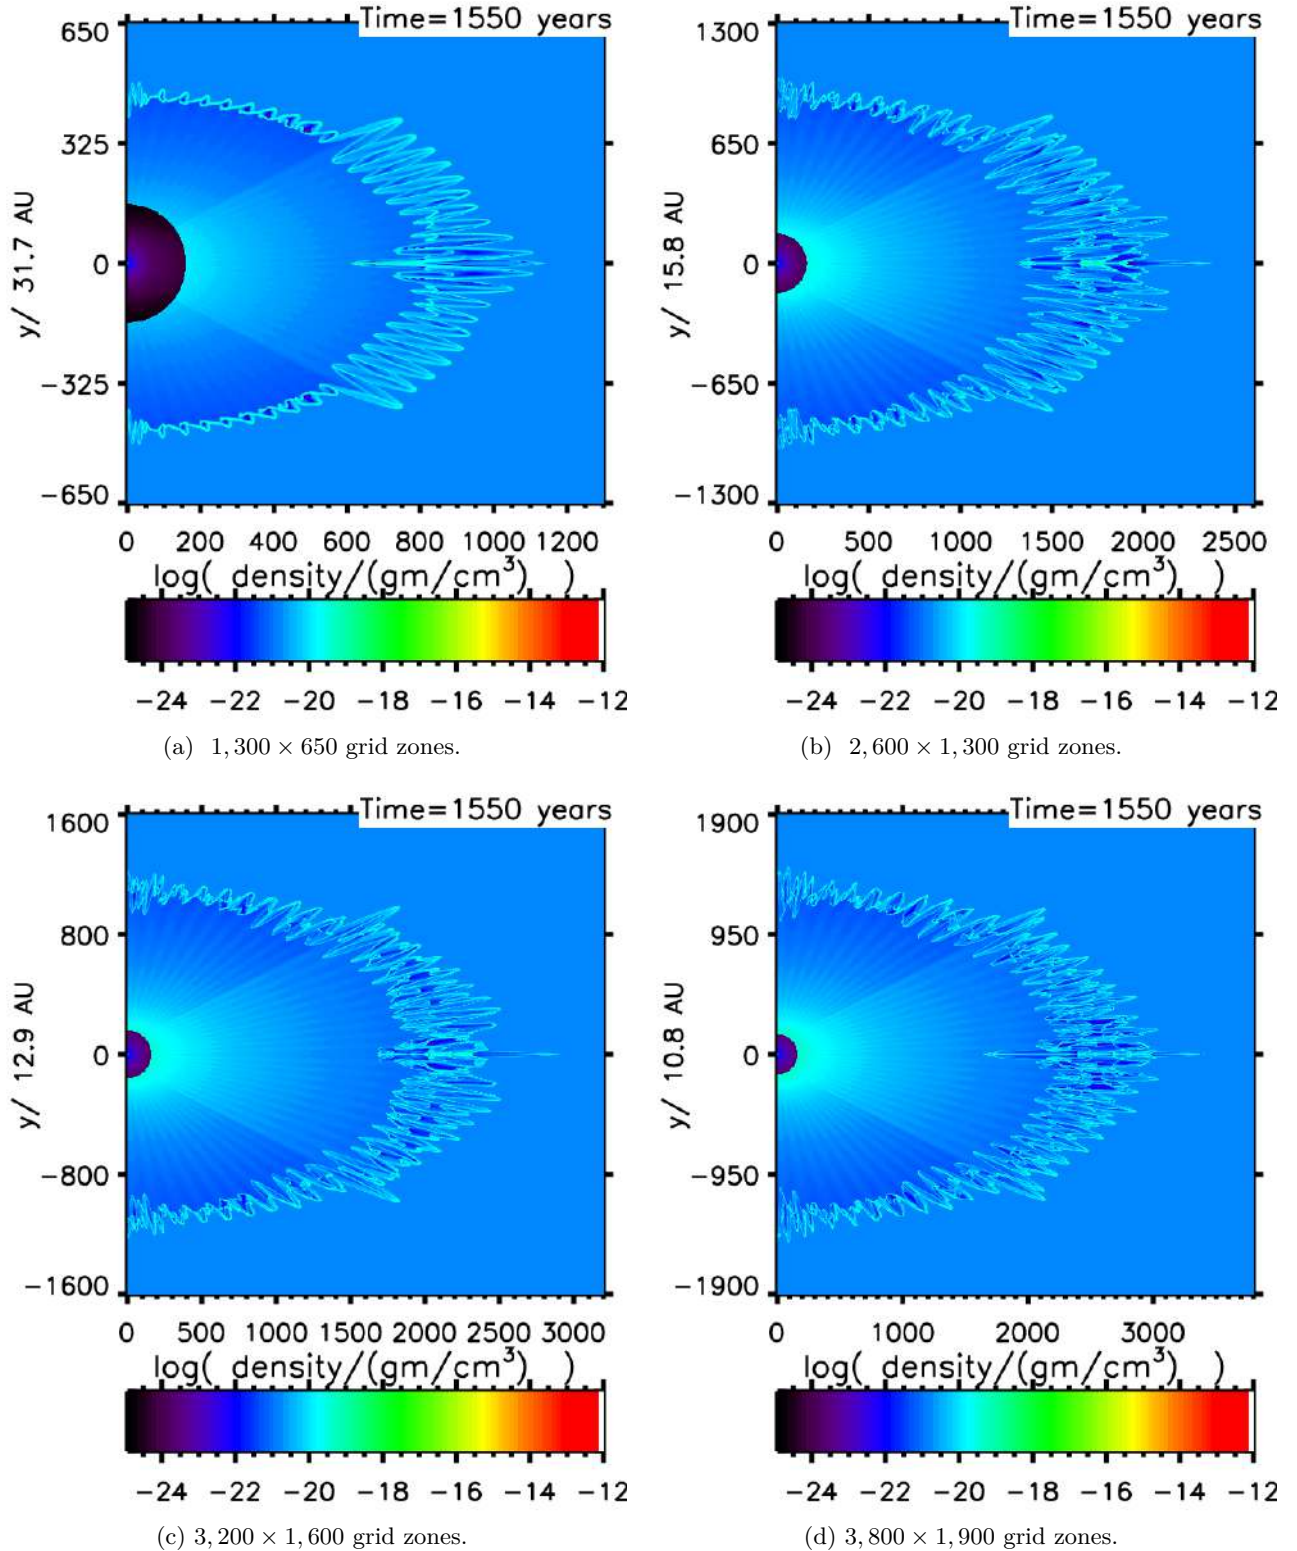 Time=1550 years
650
325
0
−325
−650
y/ 31.7 AU
0 200 400 600 800 1000 1200
log( density/(gm/cm³) )
−24 −22 −20 −18 −16 −14 −12
(a) 1,300 × 650 grid zones.
Time=1550 years
1300
650
0
−650
−1300
y/ 15.8 AU
0 500 1000 1500 2000 2500
log( density/(gm/cm³) )
−24 −22 −20 −18 −16 −14 −12
(b) 2,600 × 1,300 grid zones.
Time=1550 years
1600
800
0
−800
−1600
y/ 12.9 AU
0 500 1000 1500 2000 2500 3000
log( density/(gm/cm³) )
−24 −22 −20 −18 −16 −14 −12
(c) 3,200 × 1,600 grid zones.
Time=1550 years
1900
950
0
−950
−1900
y/ 10.8 AU
0 1000 2000 3000
log( density/(gm/cm³) )
−24 −22 −20 −18 −16 −14 −12
(d) 3,800 × 1,900 grid zones.